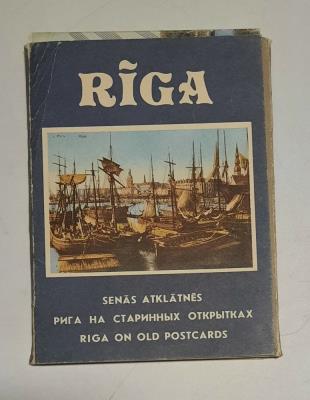 RĪGA
SENĀS ATKLĀTNĒS
РИГА НА СТАРИННЫХ ОТКРЫТКАХ
RIGA ON OLD POSTCARDS